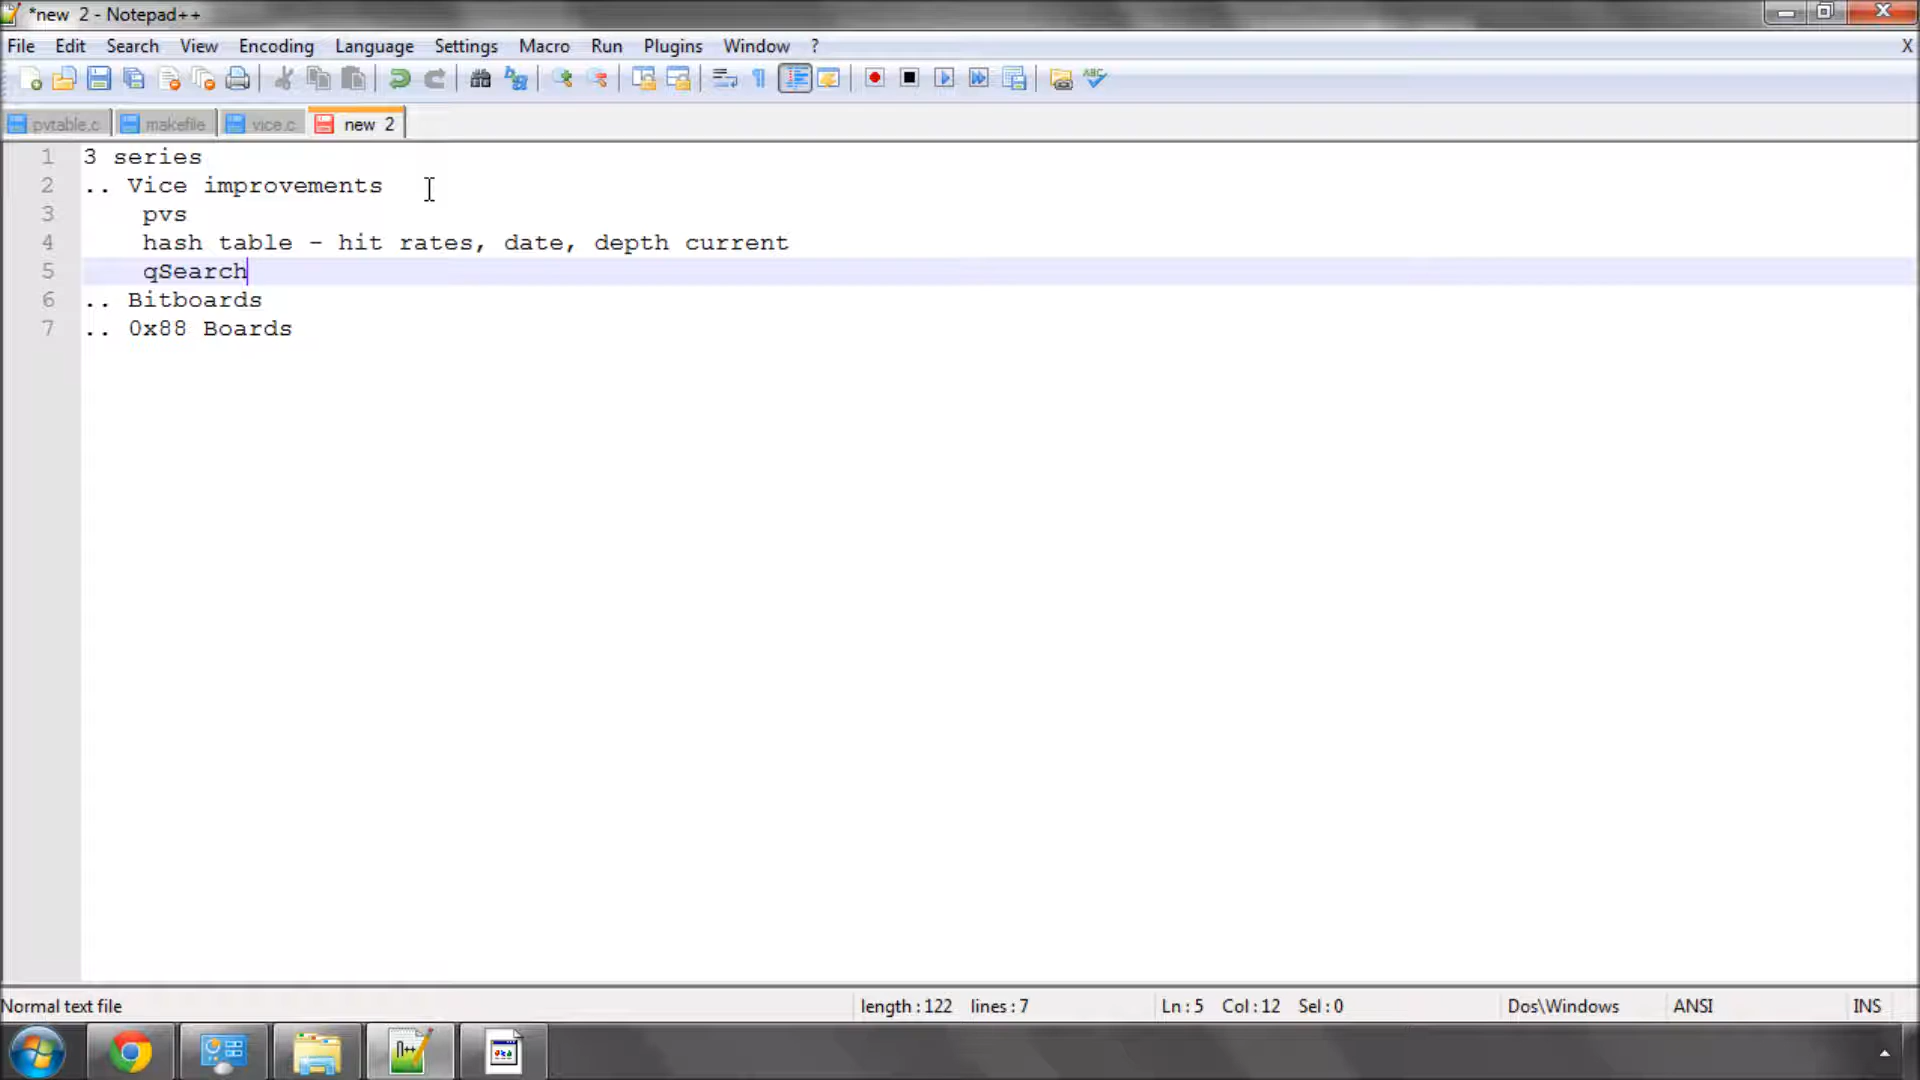 *new 2 - Notepad++
File Edit Search View Encoding Language Settings Macro Run Plugins Window ? X
pvtable.c makefile vice.c new 2
1 3 series
2 .. Vice improvements
3 pvs
4 hash table - hit rates, date, depth current
5 qSearch
6 .. Bitboards
7 .. 0x88 Boards
Normal text file length : 122 lines : 7 Ln : 5 Col : 12 Sel : 0 Dos\Windows ANSI INS